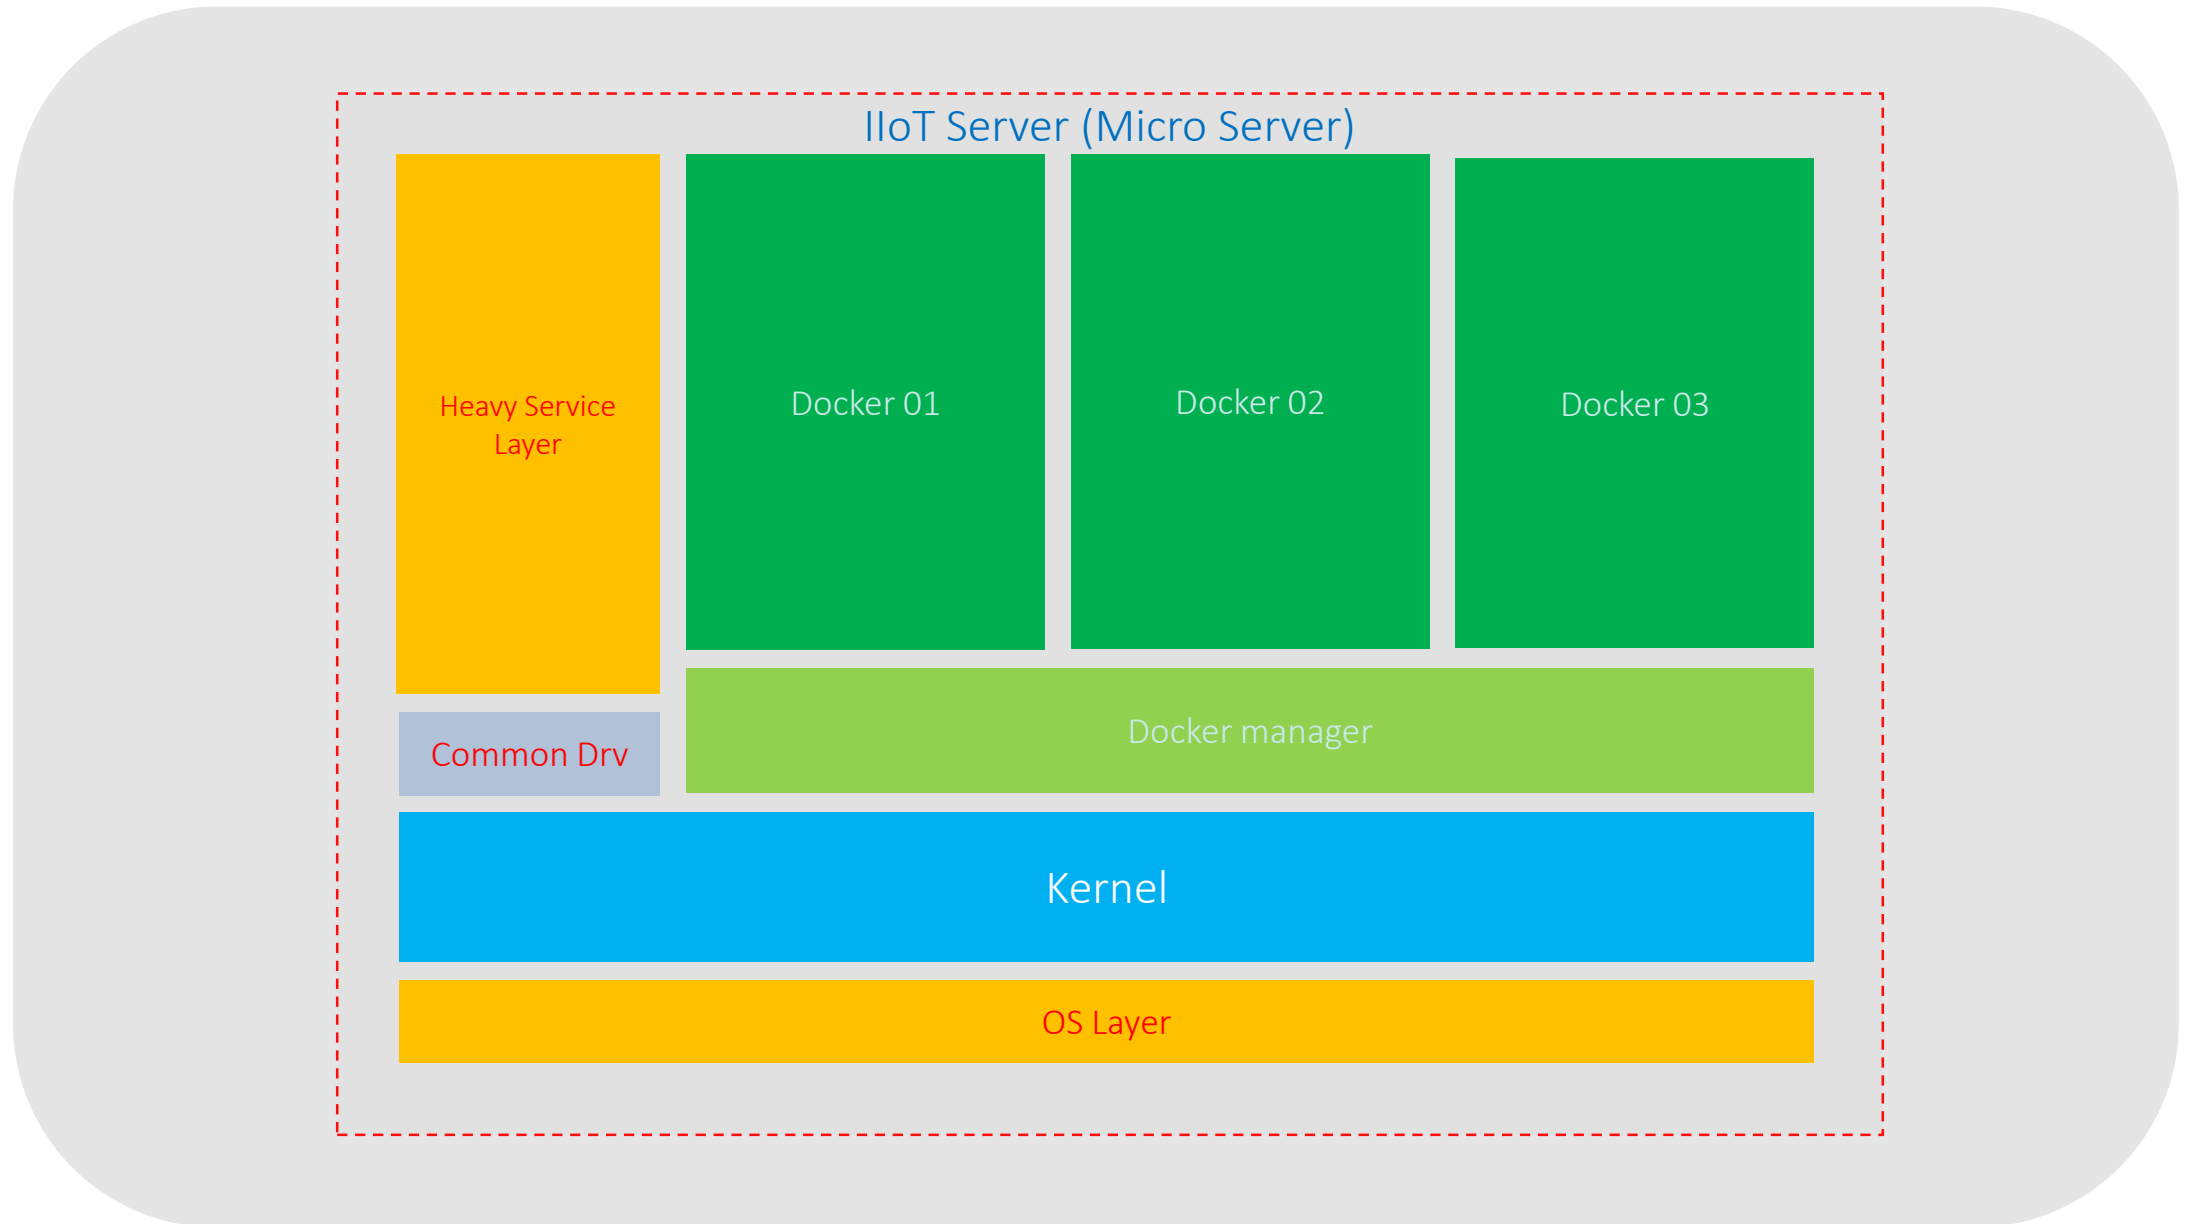 IIoT Server (Micro Server)
Heavy Service
Layer
Docker 01
Docker 02
Docker 03
Common Drv
Docker manager
Kernel
OS Layer